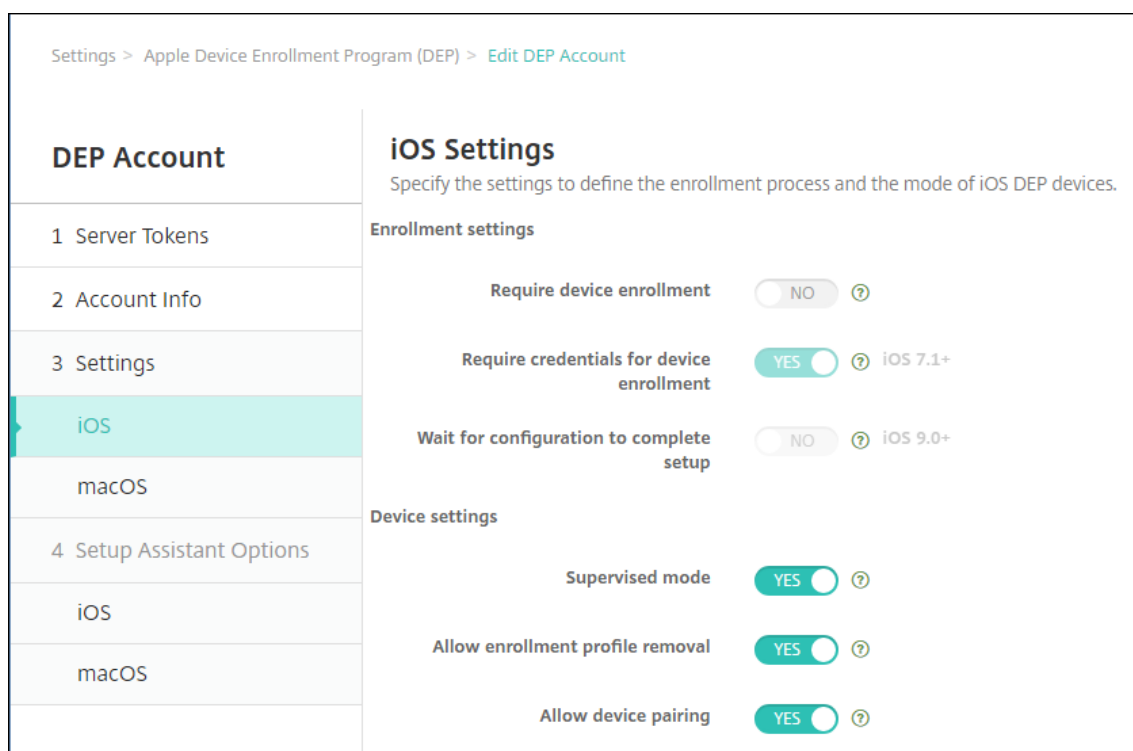 Settings > Apple Device Enrollment Program (DEP) > Edit DEP Account
DEP Account
1 Server Tokens
2 Account Info
3 Settings
iOS
macOS
4 Setup Assistant Options
iOS
macOS
iOS Settings
Specify the settings to define the enrollment process and the mode of iOS DEP devices.
Enrollment settings
Require device enrollment NO ?
Require credentials for device YES ? iOS 7.1+
enrollment
Wait for configuration to complete NO ? iOS 9.0+
setup
Device settings
Supervised mode YES ?
Allow enrollment profile removal YES ?
Allow device pairing YES ?